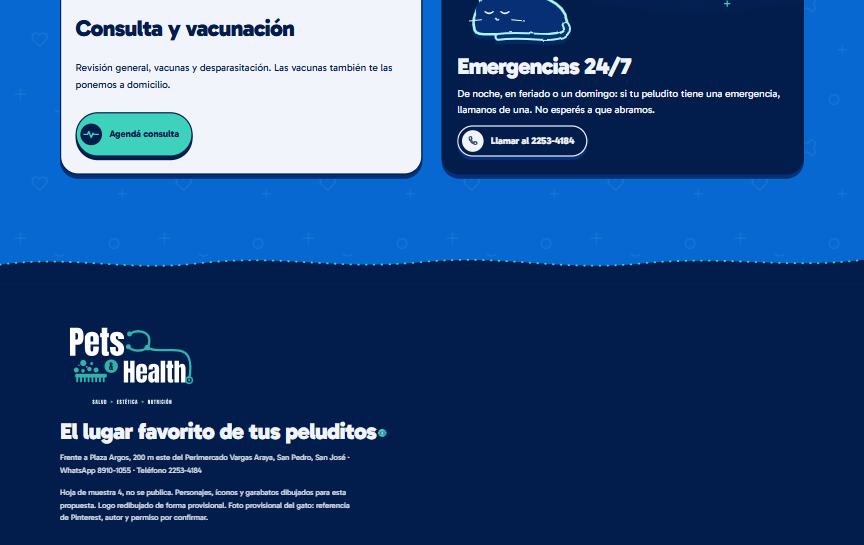 Consulta y vacunación
Revisión general, vacunas y desparasitación. Las vacunas también te las
ponemos a domicilio.
Agendá consulta
Emergencias 24/7
De noche, en feriado o un domingo: si tu peludito tiene una emergencia,
llamanos de una. No esperés a que abramos.
Llamar al 2253-4184
Pets
Health
SALUD + ESTÉTICA + NUTRICIÓN
El lugar favorito de tus peluditos
Frente a Plaza Argos, 200 m este del Perimercado Vargas Araya, San Pedro, San José ·
WhatsApp 8910-1055 · Teléfono 2253-4184
Hoja de muestra 4, no se publica. Personajes, íconos y garabatos dibujados para esta
propuesta. Logo redibujado de forma provisional. Foto provisional del gato: referencia
de Pinterest, autor y permiso por confirmar.